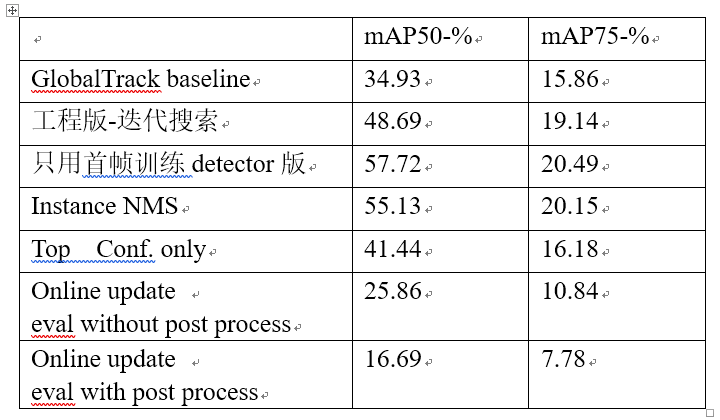 mAP50-%
mAP75-%
GlobalTrack baseline
34.93
15.86
工程版-迭代搜索
48.69
19.14
只用首帧训练 detector 版
57.72
20.49
Instance NMS
55.13
20.15
Top Conf. only
41.44
16.18
Online update
eval without post process
25.86
10.84
Online update
eval with post process
16.69
7.78